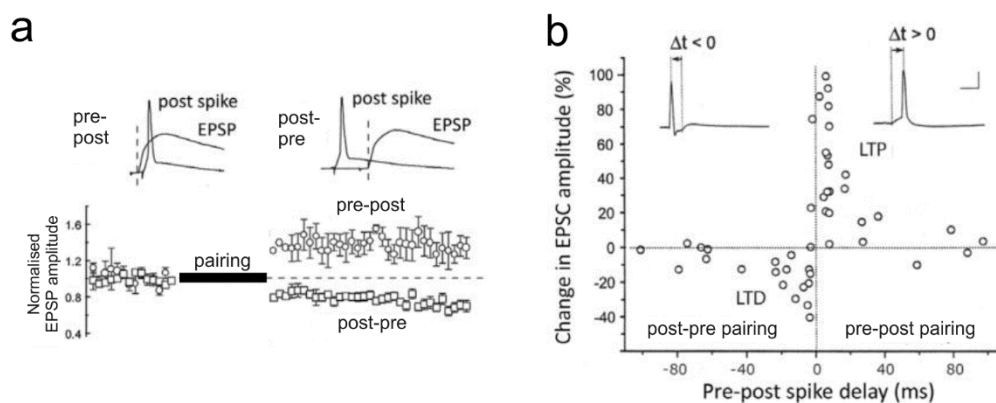 a
pre-
post
post spike
EPSP
post-
pre
post spike
EPSP
Normalised
EPSP amplitude
1.6
1.2
0.8
0.4
pairing
pre-post
post-pre
b
Change in EPSC amplitude (%)
100
80
60
40
20
0
-20
-40
-60
Δt < 0
Δt > 0
LTP
LTD
post-pre pairing
pre-post pairing
-80
-40
0
40
80
Pre-post spike delay (ms)